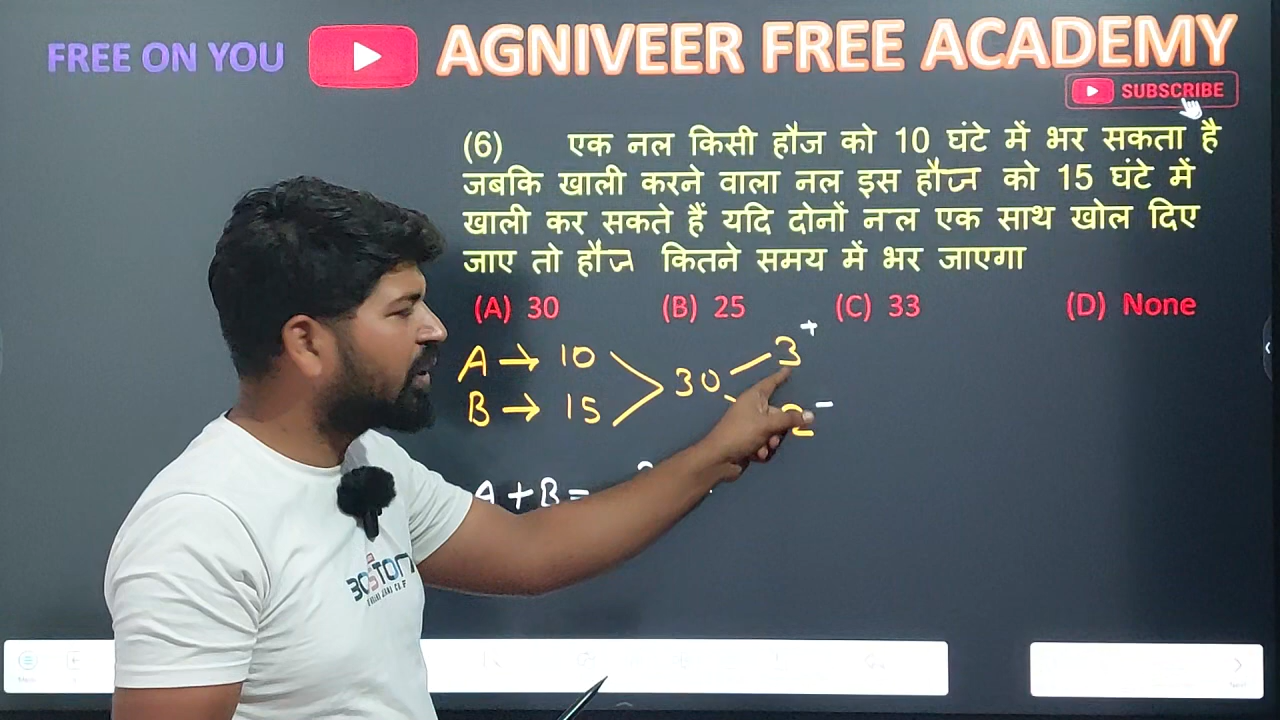 FREE ON YOU
AGNIVEER FREE ACADEMY
SUBSCRIBE
(6) एक नल किसी हौज को 10 घंटे में भर सकता है
जबकि खाली करने वाला नल इस हौज को 15 घंटे में
खाली कर सकते हैं यदि दोनों नल एक साथ खोल दिए
जाए तो हौज कितने समय में भर जाएगा
(A) 30 (B) 25 (C) 33 (D) None
A → 10 30 3 +
B → 15 2 -
A + B =
BOSTON